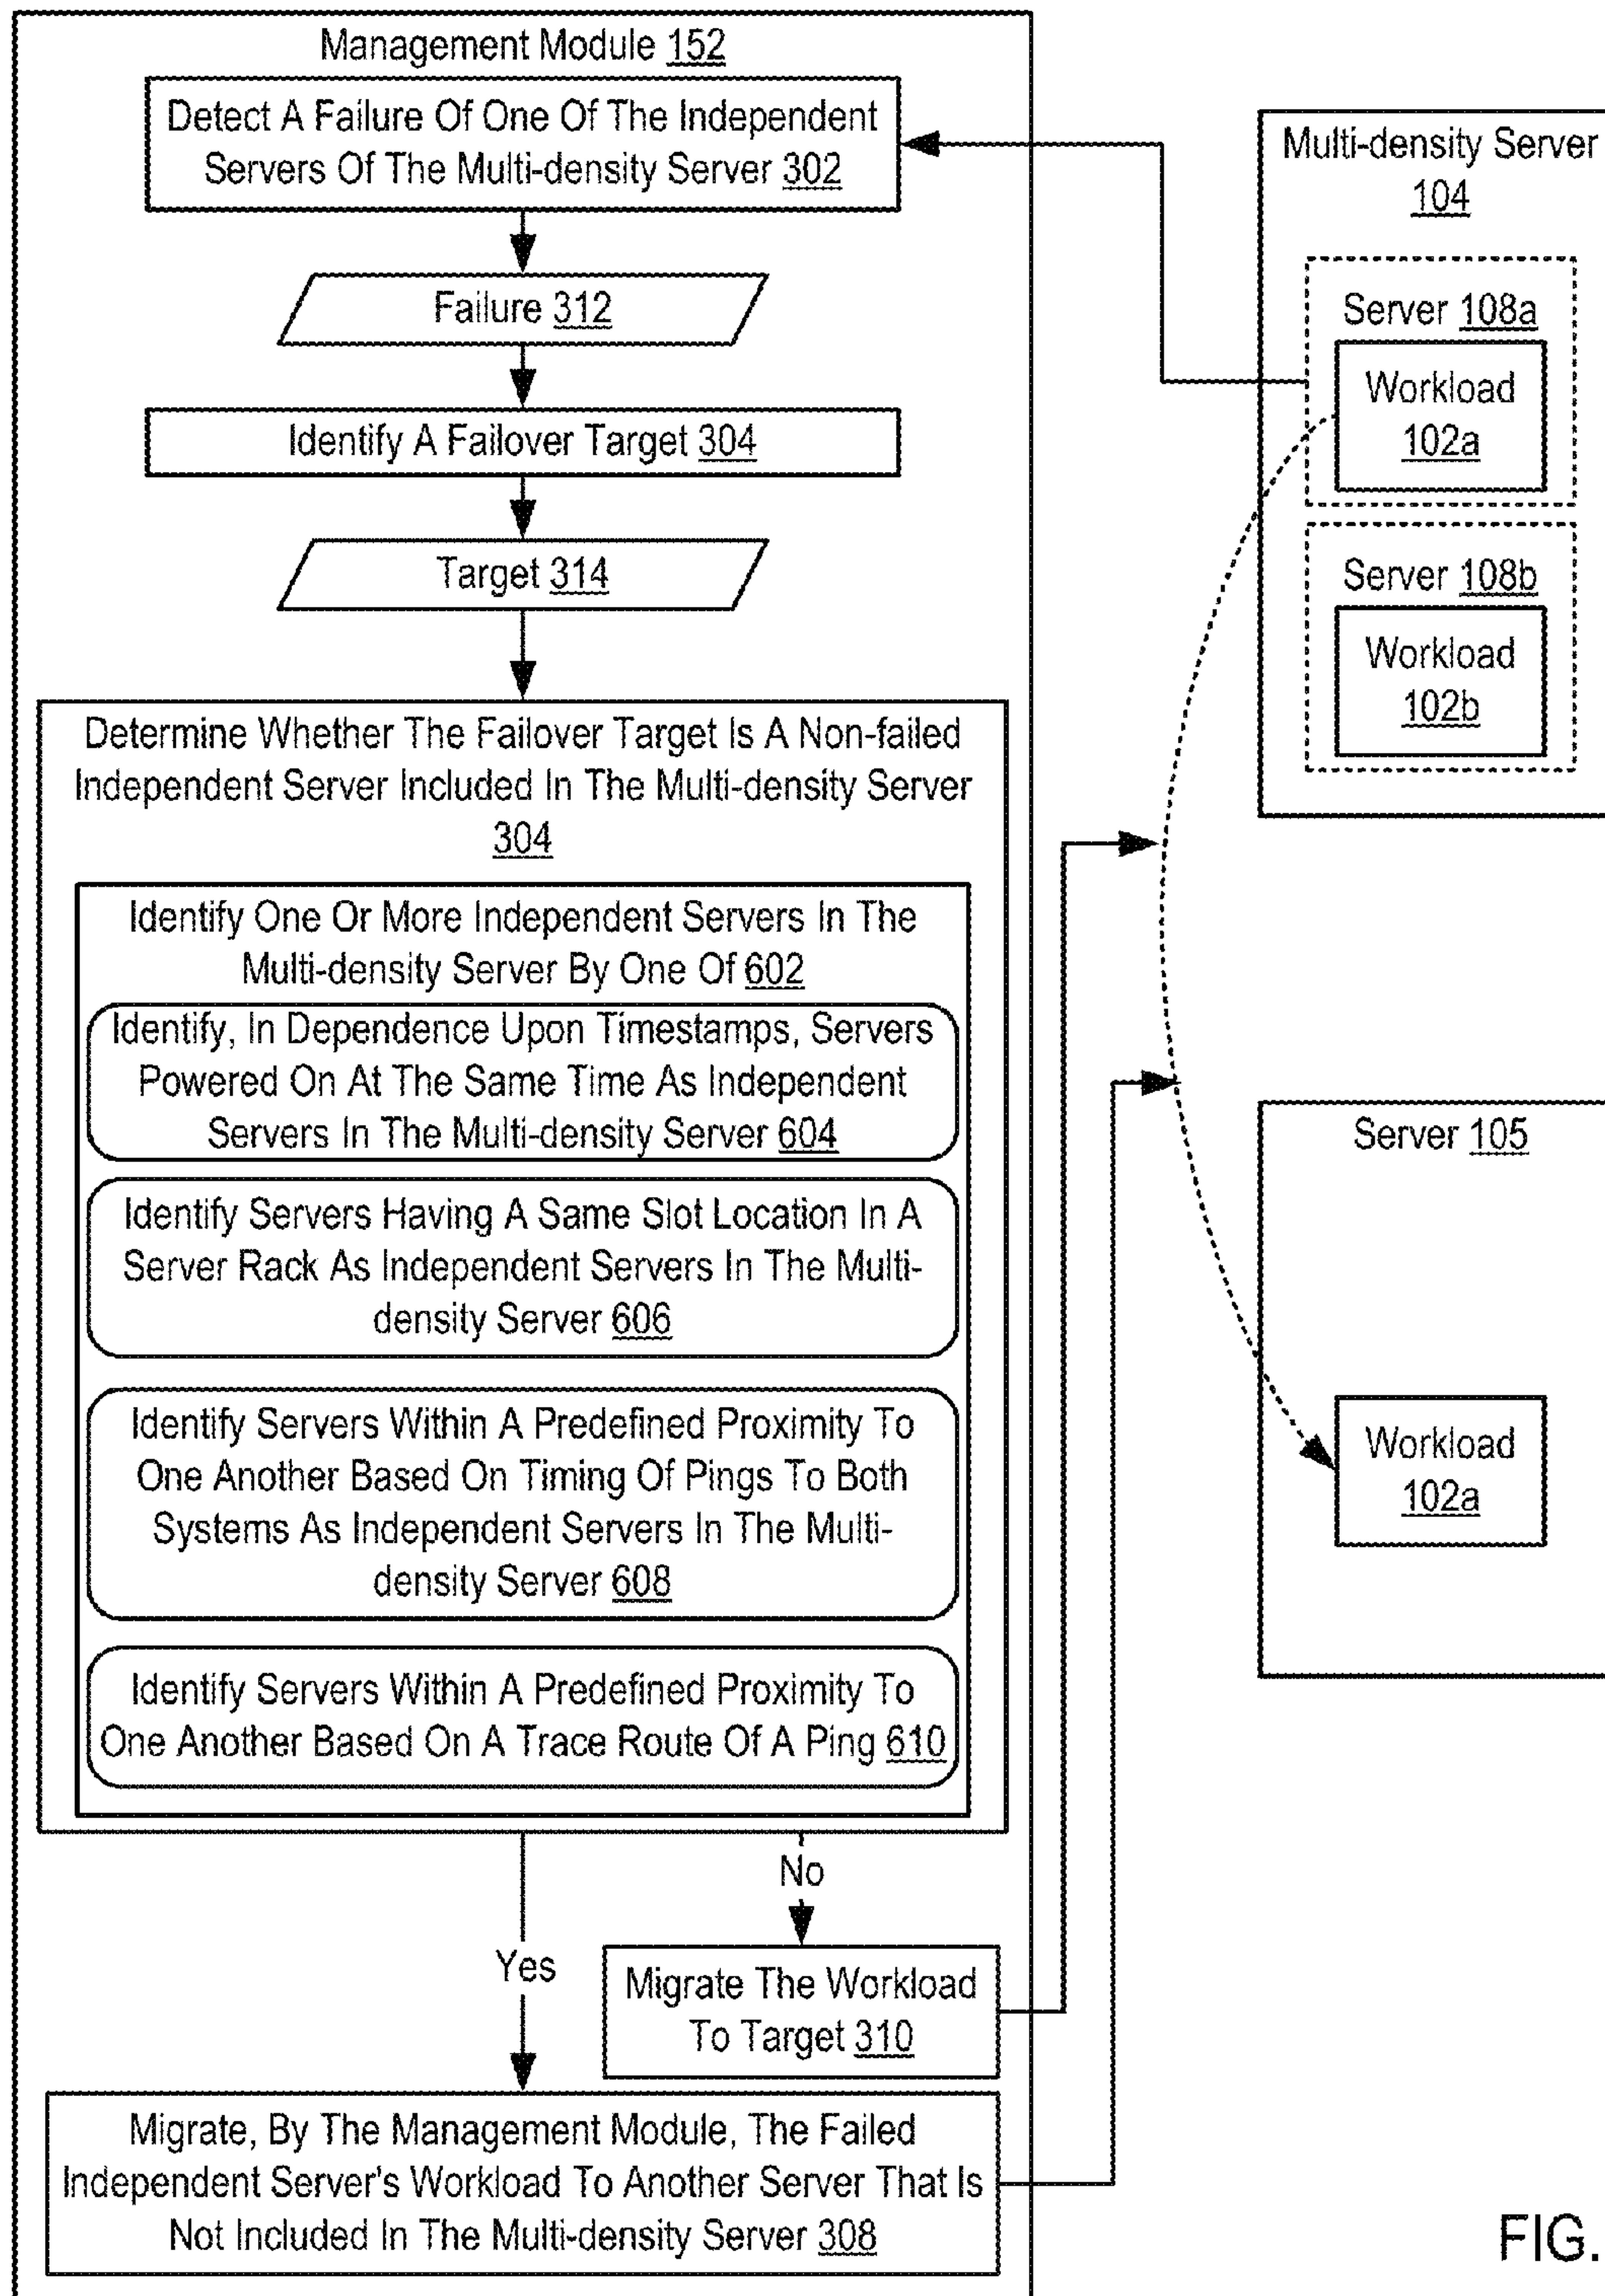 Management Module 152
Detect A Failure Of One Of The Independent
Servers Of The Multi-density Server 302
Failure 312
Identify A Failover Target 304
Target 314
Determine Whether The Failover Target Is A Non-failed
Independent Server Included In The Multi-density Server
304
Identify One Or More Independent Servers In The
Multi-density Server By One Of 602
Identify, In Dependence Upon Timestamps, Servers
Powered On At The Same Time As Independent
Servers In The Multi-density Server 604
Identify Servers Having A Same Slot Location In A
Server Rack As Independent Servers In The Multi-
density Server 606
Identify Servers Within A Predefined Proximity To
One Another Based On Timing Of Pings To Both
Systems As Independent Servers In The Multi-
density Server 608
Identify Servers Within A Predefined Proximity To
One Another Based On A Trace Route Of A Ping 610
No
Yes
Migrate The Workload
To Target 310
Migrate, By The Management Module, The Failed
Independent Server's Workload To Another Server That Is
Not Included In The Multi-density Server 308
Multi-density Server
104
Server 108a
Workload
102a
Server 108b
Workload
102b
Server 105
Workload
102a
FIG.